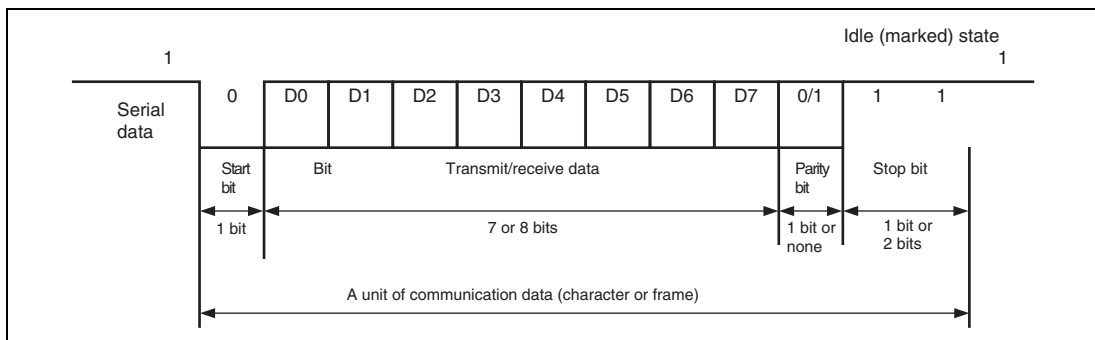 Idle (marked) state
1 1
Serial data
0 D0 D1 D2 D3 D4 D5 D6 D7 0/1 1 1
Start bit
Bit
Transmit/receive data
Parity bit
Stop bit
1 bit
7 or 8 bits
1 bit or none
1 bit or 2 bits
A unit of communication data (character or frame)